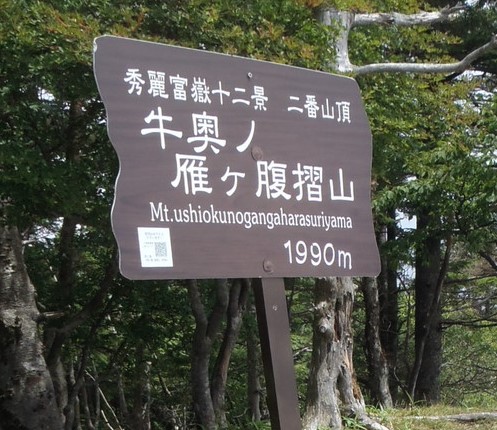 秀麗富嶽十二景 二番山頂
牛奥ノ
雁ヶ腹摺山
Mt.ushiokunogangaharasuriyama
1990m